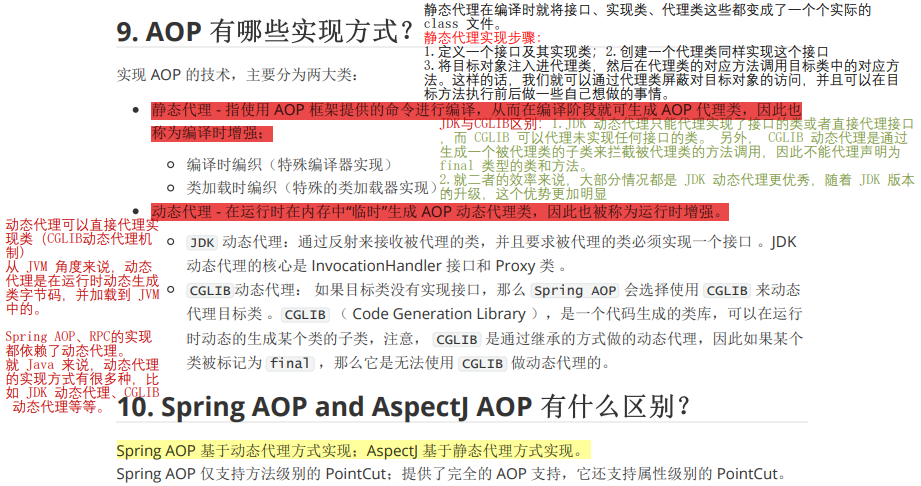 静态代理在编译时就将接口、实现类、代理类这些都变成了一个个实际的
class 文件。
静态代理实现步骤:
1.定义一个接口及其实现类；2.创建一个代理类同样实现这个接口
3.将目标对象注入进代理类，然后在代理类的对应方法调用目标类中的对应方
法。这样的话，我们就可以通过代理类屏蔽对目标对象的访问，并且可以在目
标方法执行前后做一些自己想做的事情。
9. AOP 有哪些实现方式？
实现 AOP 的技术，主要分为两大类：
静态代理 - 指使用 AOP 框架提供的命令进行编译，从而在编译阶段就可生成 AOP 代理类，因此也
称为编译时增强；
编译时编织（特殊编译器实现）
类加载时编织（特殊的类加载器实现）
JDK与CGLIB区别：1.JDK 动态代理只能代理实现了接口的类或者直接代理接口
，而 CGLIB 可以代理未实现任何接口的类。 另外， CGLIB 动态代理是通过
生成一个被代理类的子类来拦截被代理类的方法调用，因此不能代理声明为
final 类型的类和方法。
2.就二者的效率来说，大部分情况都是 JDK 动态代理更优秀，随着 JDK 版本
的升级，这个优势更加明显
动态代理 - 在运行时在内存中“临时”生成 AOP 动态代理类，因此也被称为运行时增强。
JDK 动态代理：通过反射来接收被代理的类，并且要求被代理的类必须实现一个接口 。JDK
动态代理的核心是 InvocationHandler 接口和 Proxy 类 。
CGLIB动态代理： 如果目标类没有实现接口，那么 Spring AOP 会选择使用 CGLIB 来动态
代理目标类 。CGLIB （ Code Generation Library ），是一个代码生成的类库，可以在运行
时动态的生成某个类的子类，注意， CGLIB 是通过继承的方式做的动态代理，因此如果某个
类被标记为 final ，那么它是无法使用 CGLIB 做动态代理的。
动态代理可以直接代理实
现类（CGLIB动态代理机
制）
从 JVM 角度来说，动态
代理是在运行时动态生成
类字节码，并加载到 JVM
中的。
Spring AOP、RPC的实现
都依赖了动态代理。
就 Java 来说，动态代理
的实现方式有很多种，比
如 JDK 动态代理、CGLIB
动态代理等等。
10. Spring AOP and AspectJ AOP 有什么区别？
Spring AOP 基于动态代理方式实现；AspectJ 基于静态代理方式实现。
Spring AOP 仅支持方法级别的 PointCut；提供了完全的 AOP 支持，它还支持属性级别的 PointCut。